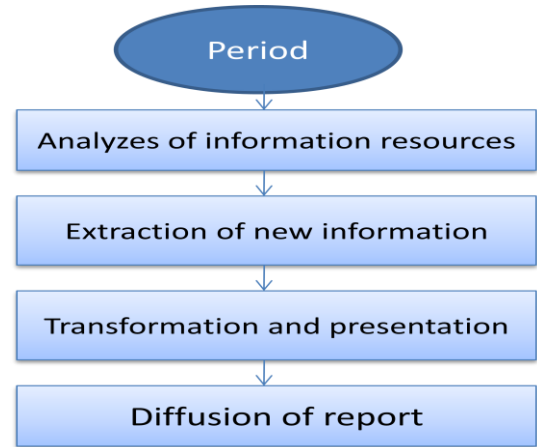 Period
Analyzes of information resources
Extraction of new information
Transformation and presentation
Diffusion of report